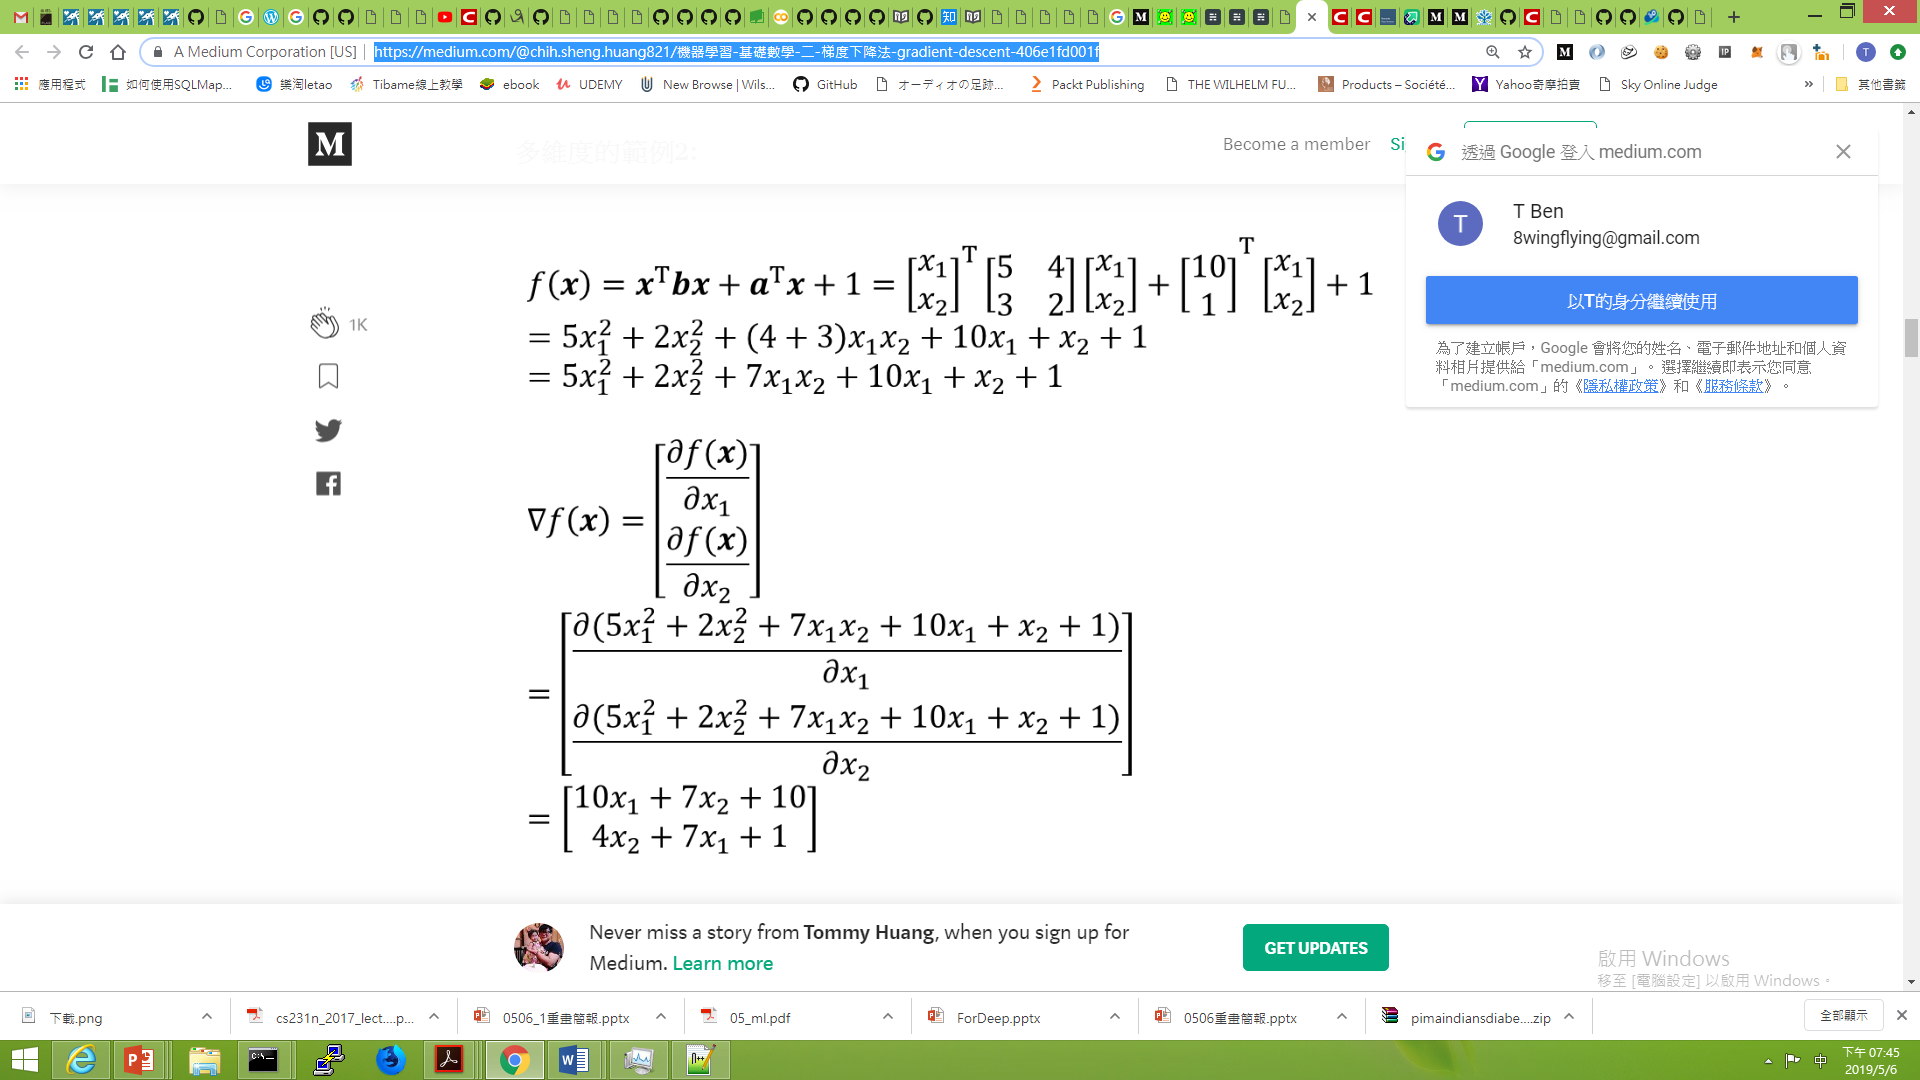 A Medium Corporation [US] | https://medium.com/@chih.sheng.huang821/機器學習-基礎數學-二-梯度下降法-gradient-descent-406e1fd001f
應用程式 如何使用SQLMap... 樂淘letao Tibame線上教學 ebook UDEMY New Browse | Wils... GitHub オーディオの足跡... Packt Publishing THE WILHELM FU... Products – Société... Yahoo奇摩拍賣 Sky Online Judge » 其他書籤
M 多維度的範例2: Become a member Si
透過 Google 登入 medium.com
T Ben
8wingflying@gmail.com
以T的身分繼續使用
為了建立帳戶，Google 會將您的姓名、電子郵件地址和個人資
料相片提供給「medium.com」。 選擇繼續即表示您同意
「medium.com」的《隱私權政策》和《服務條款》。
1K
f(x) = xᵀbx + aᵀx + 1 = [x₁ x₂]ᵀ [5 4 3 2] [x₁ x₂] + [10 1]ᵀ [x₁ x₂] + 1
= 5x₁² + 2x₂² + (4 + 3)x₁x₂ + 10x₁ + x₂ + 1
= 5x₁² + 2x₂² + 7x₁x₂ + 10x₁ + x₂ + 1
∂f(x)
∂x₁
∇f(x) =
∂f(x)
∂x₂
∂(5x₁² + 2x₂² + 7x₁x₂ + 10x₁ + x₂ + 1)
∂x₁
=
∂(5x₁² + 2x₂² + 7x₁x₂ + 10x₁ + x₂ + 1)
∂x₂
= [10x₁ + 7x₂ + 10
4x₂ + 7x₁ + 1]
Never miss a story from Tommy Huang, when you sign up for
Medium. Learn more
GET UPDATES
啟用 Windows
移至 [電腦設定] 以啟用 Windows。
下載.png cs231n_2017_lect....p... 0506_1重盡簡報.pptx 05_ml.pdf ForDeep.pptx 0506重盡簡報.pptx pimaindiansdiabe....zip 全部顯示
中 下午 07:45
2019/5/6